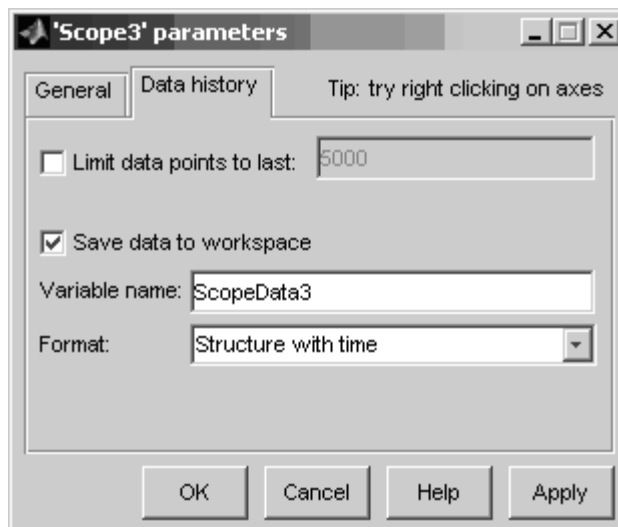 'Scope3' parameters
General
Data history
Tip: try right clicking on axes
Limit data points to last:
5000
Save data to workspace
Variable name:
ScopeData3
Format:
Structure with time
OK
Cancel
Help
Apply